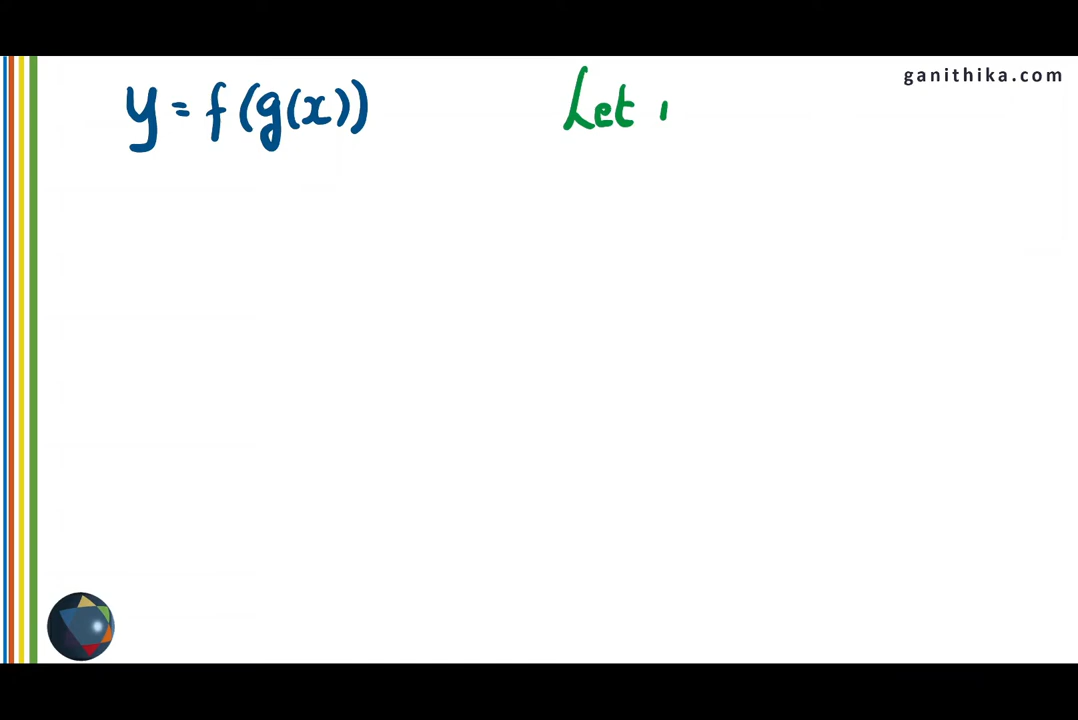 ganithika.com
y = f(g(x)) Let